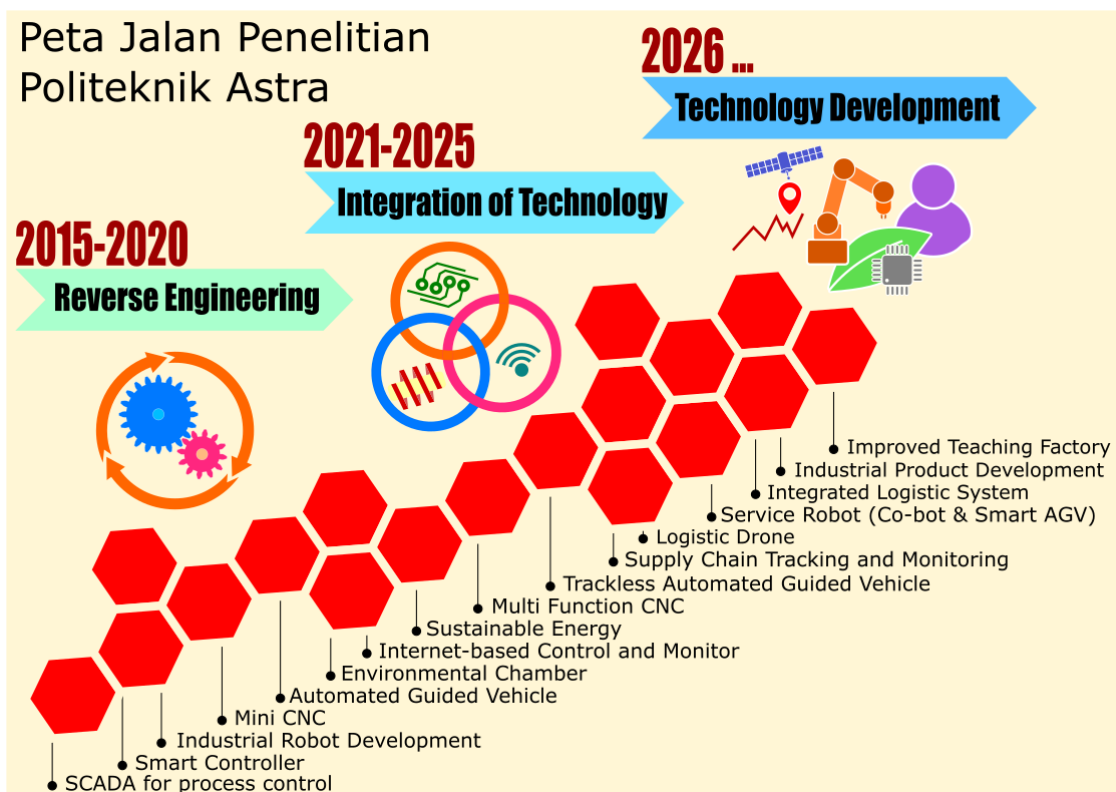 Peta Jalan Penelitian
Politeknik Astra
2026 ...
Technology Development
2021-2025
Integration of Technology
2015-2020
Reverse Engineering
Improved Teaching Factory
Industrial Product Development
Integrated Logistic System
Service Robot (Co-bot & Smart AGV)
Logistic Drone
Supply Chain Tracking and Monitoring
Trackless Automated Guided Vehicle
Multi Function CNC
Sustainable Energy
Internet-based Control and Monitor
Environmental Chamber
Automated Guided Vehicle
Mini CNC
Industrial Robot Development
Smart Controller
SCADA for process control